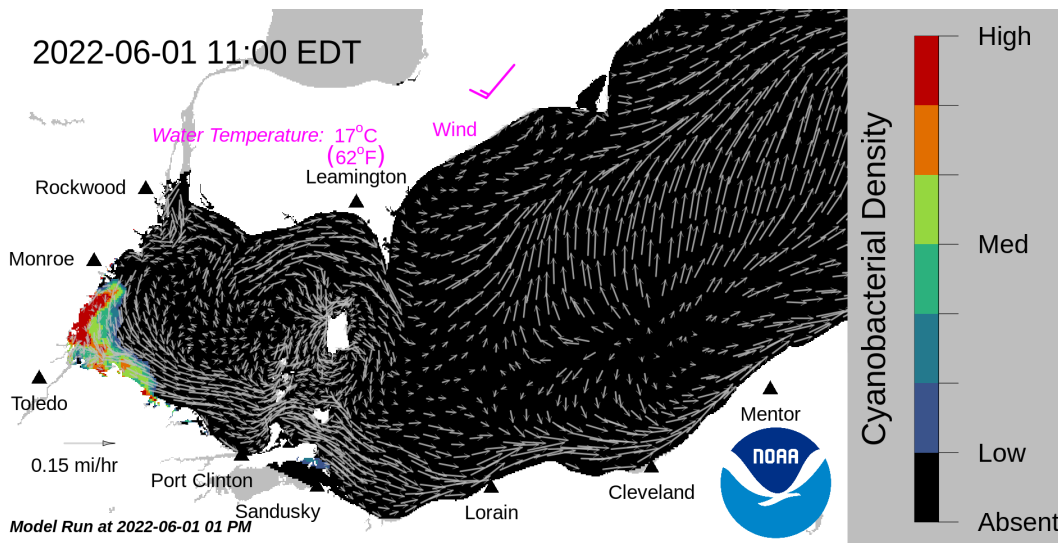 2022-06-01 11:00 EDT
Water Temperature: 17°C
(62°F)
Wind
Leamington
Rockwood
Monroe
Toledo
0.15 mi/hr
Port Clinton
Sandusky
Lorain
Cleveland
Mentor
NOAA
Model Run at 2022-06-01 01 PM
Cyanobacterial Density
High
Med
Low
Absent